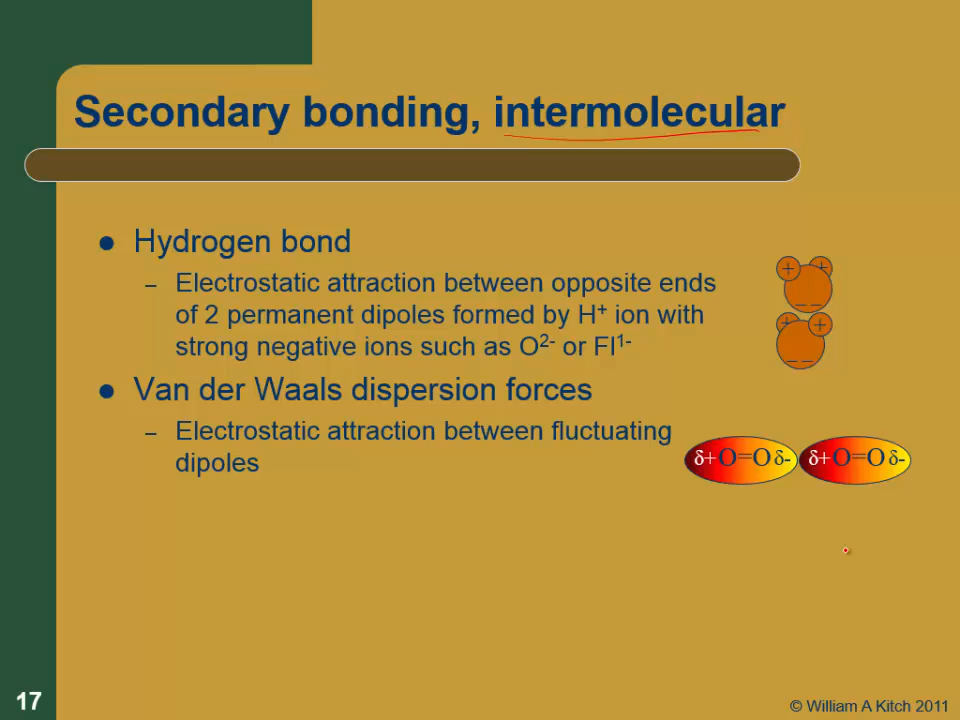 Secondary bonding, intermolecular
● Hydrogen bond
– Electrostatic attraction between opposite ends
of 2 permanent dipoles formed by H⁺ ion with
strong negative ions such as O²⁻ or Fl¹⁻
+ +
_ _
+ +
_ _
● Van der Waals dispersion forces
– Electrostatic attraction between fluctuating
dipoles
δ+O=Oδ- δ+O=Oδ-
17
© William A Kitch 2011